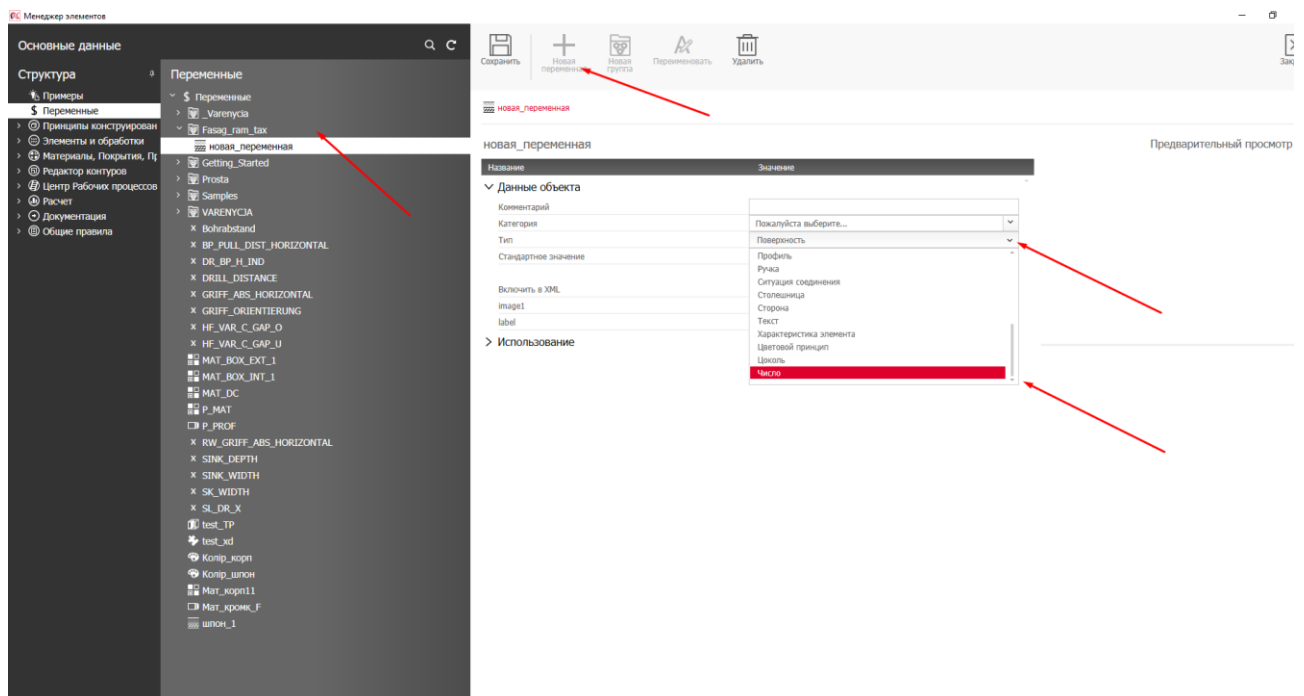 Менеджер элементов
Основные данные
Структура
Примеры
$ Переменные
Принципы конструирован
Элементы и обработки
Материалы, Покрытия, Пр
Редактор контуров
Центр Рабочих процессов
Расчет
Документация
Общие правила
Переменные
$ Переменные
_Varenycia
Fasag_ram_tax
новая_переменная
Getting_Started
Prosta
Samples
VARENYCJA
x Bohrabstand
x BP_PULL_DIST_HORIZONTAL
x DR_BP_H_IND
x DRILL_DISTANCE
x GRIFF_ABS_HORIZONTAL
x GRIFF_ORIENTIERUNG
x HF_VAR_C_GAP_O
x HF_VAR_C_GAP_U
MAT_BOX_EXT_1
MAT_BOX_INT_1
MAT_DC
P_MAT
P_PROF
x RW_GRIFF_ABS_HORIZONTAL
x SINK_DEPTH
x SINK_WIDTH
x SK_WIDTH
x SL_DR_X
test_TP
test_xd
Колір_корп
Колір_шпон
Мат_корп11
Мат_кромк_F
шпон_1
Сохранить
Новая переменная
Новая группа
Переименовать
Удалить
Зак
новая_переменная
новая_переменная
Предварительный просмотр
Название Значение
Данные объекта
Комментарий
Категория Пожалуйста выберите...
Тип Поверхность
Стандартное значение
Включить в XML
image1
label
Использование
Профиль
Ручка
Ситуация соединения
Столешница
Сторона
Текст
Характеристика элемента
Цветовой принцип
Цоколь
Число